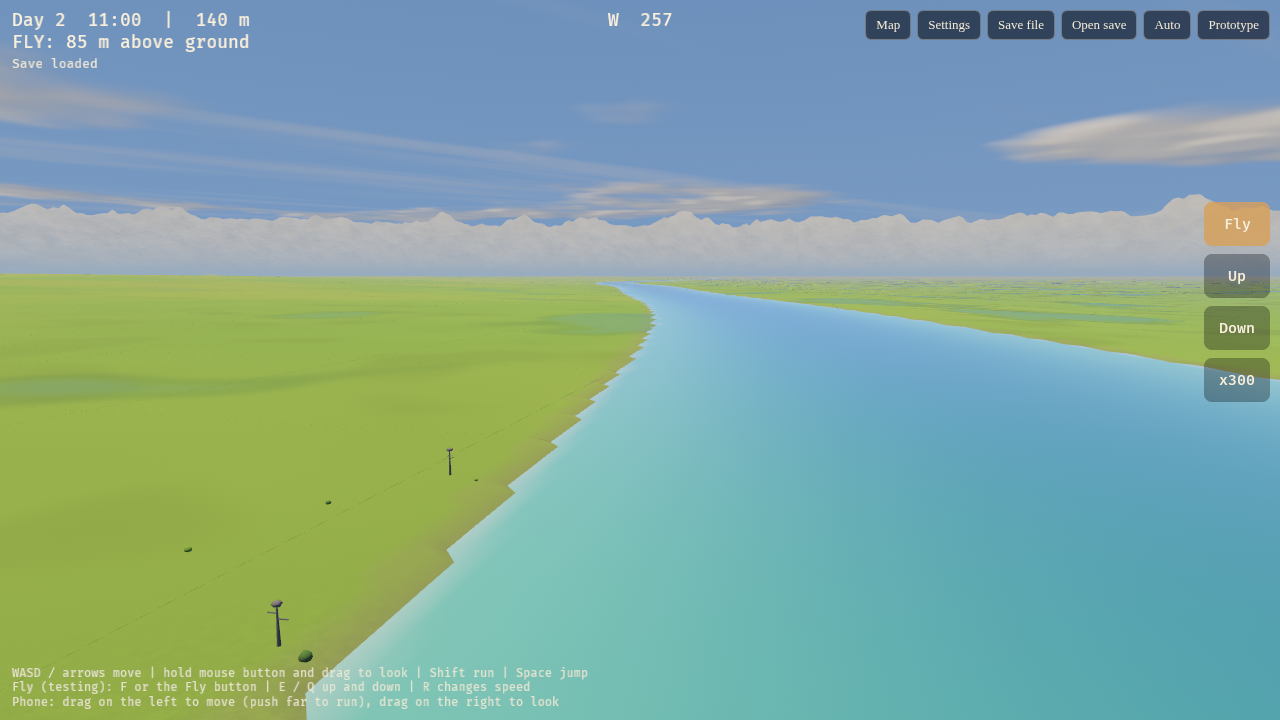 Day 2  11:00  |  140 m
FLY: 85 m above ground
Save loaded
W  257
Map
Settings
Save file
Open save
Auto
Prototype
Fly
Up
Down
x300
WASD / arrows move | hold mouse button and drag to look | Shift run | Space jump
Fly (testing): F or the Fly button | E / Q up and down | R changes speed
Phone: drag on the left to move (push far to run), drag on the right to look